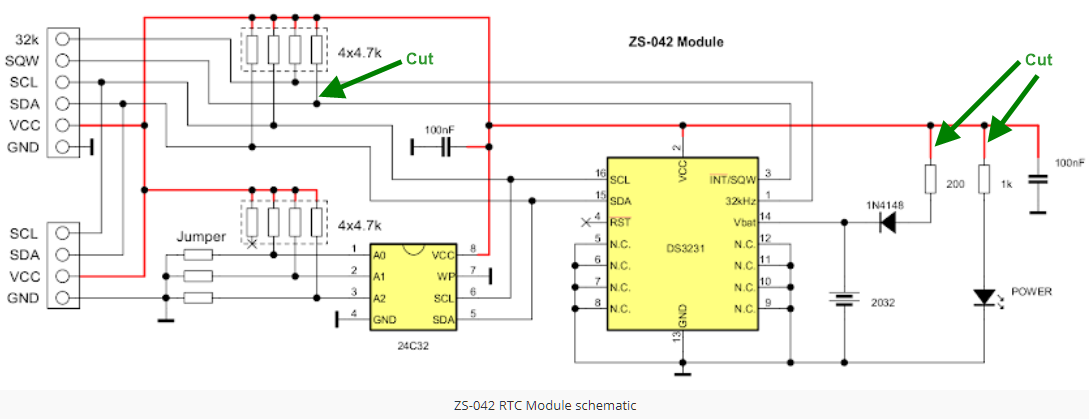 ZS-042 Module
32k
SQW
SCL
SDA
VCC
GND
4x4.7k
Cut
100nF
Cut
100nF
200
1k
1N4148
2032
POWER
SCL
SDA
VCC
GND
Jumper
4x4.7k
1 A0 VCC 8
2 A1 WP 7
3 A2 SCL 6
4 GND SDA 5
24C32
2 VCC
16 SCL INT/SQW 3
15 SDA 32kHz 1
4 RST Vbat 14
DS3231
5 N.C. N.C. 12
6 N.C. N.C. 11
7 N.C. N.C. 10
8 N.C. N.C. 9
13 GND
ZS-042 RTC Module schematic